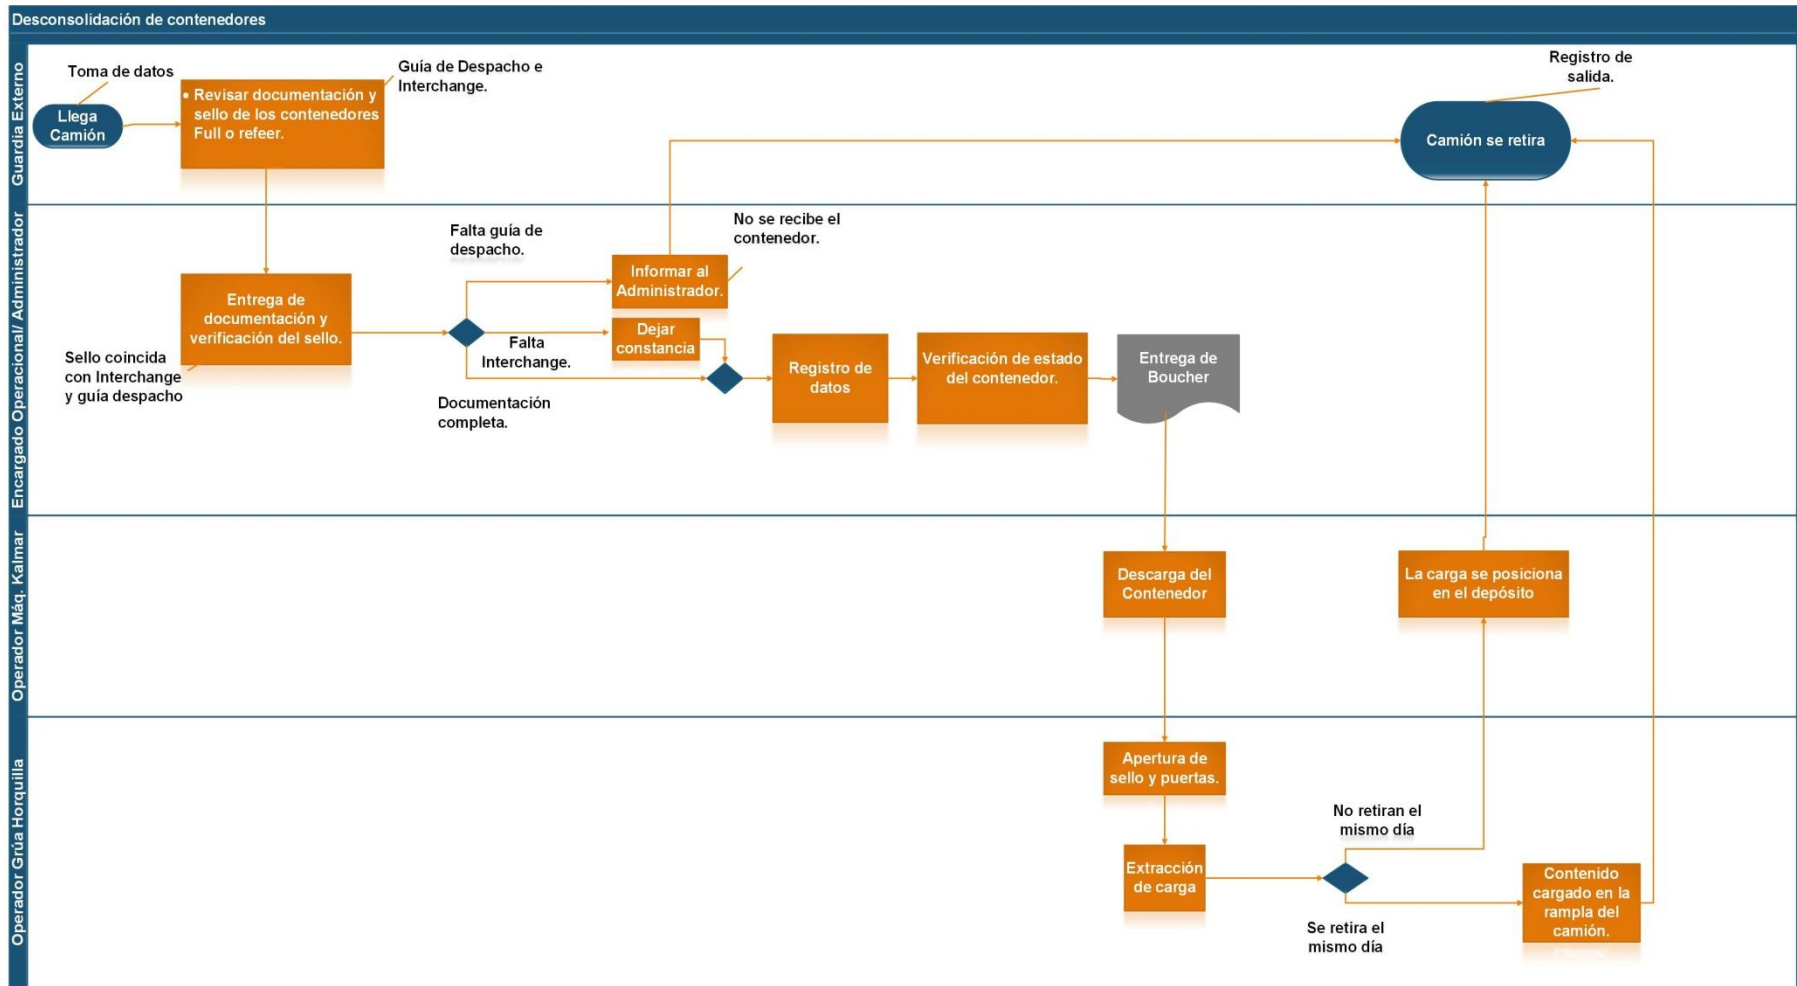 Desconsolidación de contenedores
Guardia Externo
Toma de datos
Llega
Camión
• Revisar documentación y
sello de los contenedores
Full o refeer.
Guía de Despacho e
Interchange.
Registro de
salida.
Camión se retira
Encargado Operacional/ Administrador
Entrega de
documentación y
verificación del sello.
Sello coincida
con Interchange
y guía despacho
Falta guía de
despacho.
No se recibe el
contenedor.
Informar al
Administrador.
Falta
Interchange.
Dejar
constancia
Documentación
completa.
Registro de
datos
Verificación de estado
del contenedor.
Entrega de
Boucher
Operador Máq. Kalmar
Descarga del
Contenedor
La carga se posiciona
en el depósito
Operador Grúa Horquilla
Apertura de
sello y puertas.
Extracción
de carga
No retiran el
mismo día
Se retira el
mismo día
Contenido
cargado en la
rampla del
camión.